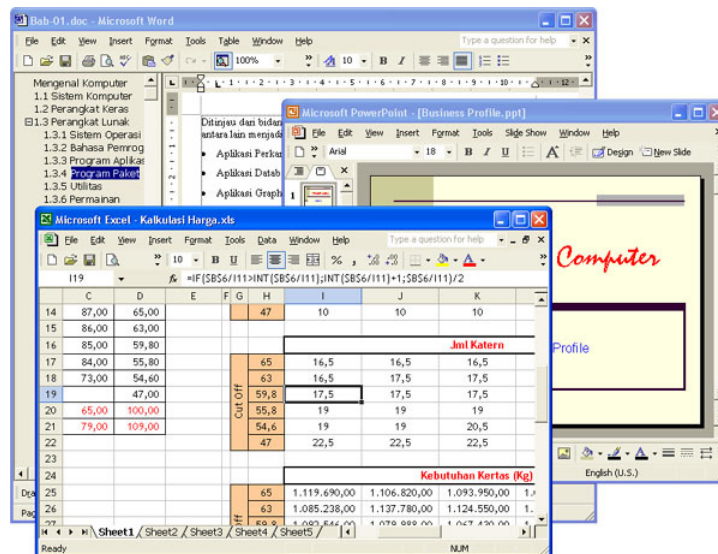 Bab-01.doc - Microsoft Word
File Edit View Insert Format Tools Table Window Help Type a question for help
100% 10 B I
Mengenal Komputer
1.1 Sistem Komputer
1.2 Perangkat Keras
1.3 Perangkat Lunak
1.3.1 Sistem Operasi
1.3.2 Bahasa Pemrog
1.3.3 Program Aplikas
1.3.4 Program Paket
1.3.5 Utilitas
1.3.6 Permainan
Ditinjau dari bidan
antara lain menjadi
Aplikasi Perkan
Aplikasi Datab
Aplikasi Graph
Microsoft PowerPoint - [Business Profile.ppt]
File Edit View Insert Format Tools Slide Show Window Help
Arial 18 B I U Design New Slide
1
Computer
Profile
English (U.S.)
Microsoft Excel - Kalkulasi Harga.xls
File Edit View Insert Format Tools Data Window Help Type a question for help
10 B I U % ,
I19 fx =IF($B$6/I11>INT($B$6/I11);INT($B$6/I11)+1;$B$6/I11)/2
C D E F G H I J K
14 87,00 65,00 47 10 10 10
15 86,00 63,00
16 85,00 59,80 Jml Katern
17 84,00 55,80 65 16,5 16,5 16,5
18 73,00 54,60 63 16,5 17,5 17,5
19 47,00 59,8 17,5 17,5 17,5
20 65,00 100,00 55,8 19 19 19
21 79,00 109,00 54,6 19 19 20,5
22 47 22,5 22,5 22,5
Cut Off
23
24 Kebutuhan Kertas (Kg)
25 65 1.119.690,00 1.106.820,00 1.093.950,00
26 63 1.085.238,00 1.137.780,00 1.124.550,00
Sheet1 Sheet2 Sheet3 Sheet4 Sheet5
Ready NUM